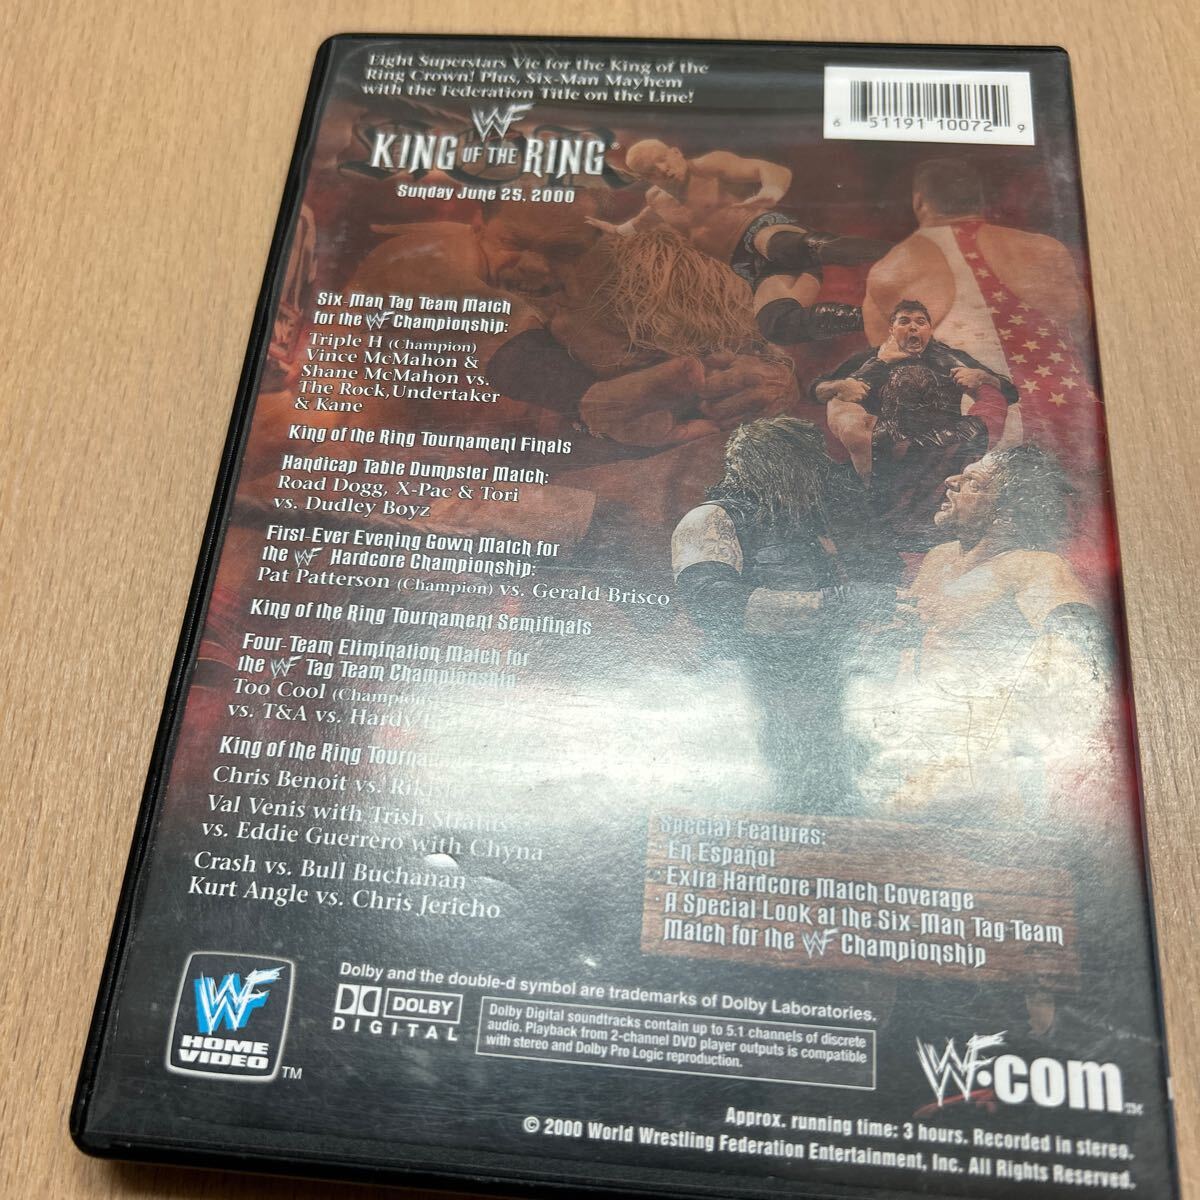 Eight Superstars Vie for the King of the
Ring Crown! Plus, Six-Man Mayhem
with the Federation Title on the Line!
6 51191 10072 9
WF
KING OF THE RING®
Sunday June 25, 2000
Six-Man Tag Team Match
for the WF Championship:
Triple H (Champion)
Vince McMahon &
Shane McMahon vs.
The Rock, Undertaker
& Kane
King of the Ring Tournament Finals
Handicap Table Dumpster Match:
Road Dogg, X-Pac & Tori
vs. Dudley Boyz
First-Ever Evening Gown Match for
the WF Hardcore Championship:
Pat Patterson (Champion) vs. Gerald Brisco
King of the Ring Tournament Semifinals
Four-Team Elimination Match for
the WF Tag Team Championship:
Too Cool (Champion
vs. T&A vs. Hardy
King of the Ring
Chris Benoit vs.
Val Venis with Trish Stratus
vs. Eddie Guerrero with Chyna
Crash vs. Bull Buchanan
Kurt Angle vs. Chris Jericho
Special Features:
· En Español
· Extra Hardcore Match Coverage
· A Special Look at the Six-Man Tag Team
Match for the WF Championship
WF
HOME
VIDEO TM
Dolby and the double-d symbol are trademarks of Dolby Laboratories.
DOLBY
DIGITAL
Dolby Digital soundtracks contain up to 5.1 channels of discrete
audio. Playback from 2-channel DVD player outputs is compatible
with stereo and Dolby Pro Logic reproduction.
WF.com TM
Approx. running time: 3 hours. Recorded in stereo.
© 2000 World Wrestling Federation Entertainment, Inc. All Rights Reserved.